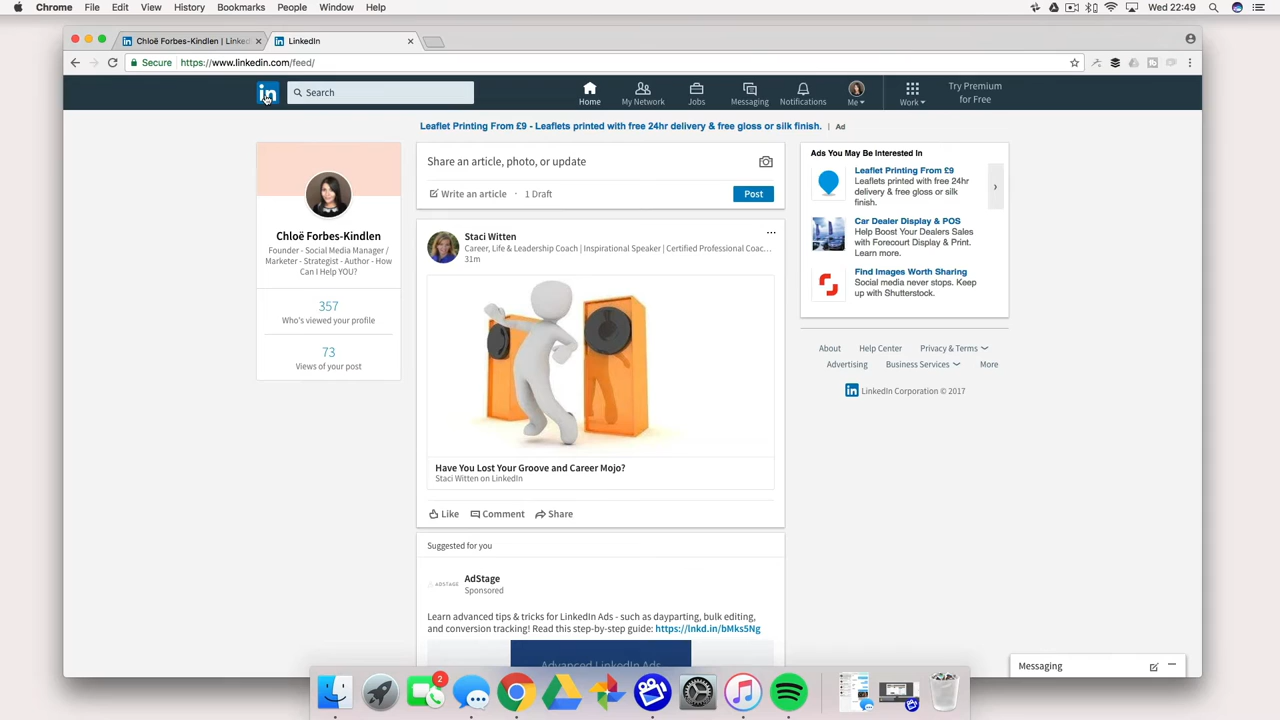 Chrome File Edit View History Bookmarks People Window Help Wed 22:49
Chloë Forbes-Kindlen | Linked
LinkedIn
Secure https://www.linkedin.com/feed/
in
Search
Home
My Network
Jobs
Messaging
Notifications
Me
Work
Try Premium
for Free
Leaflet Printing From £9 - Leaflets printed with free 24hr delivery & free gloss or silk finish. | Ad
Chloë Forbes-Kindlen
Founder - Social Media Manager /
Marketer - Strategist - Author - How
Can I Help YOU?
357
Who's viewed your profile
73
Views of your post
Share an article, photo, or update
Write an article · 1 Draft
Post
Staci Witten
Career, Life & Leadership Coach | Inspirational Speaker | Certified Professional Coac...
31m
Have You Lost Your Groove and Career Mojo?
Staci Witten on LinkedIn
Like Comment Share
Suggested for you
ADSTAGE
AdStage
Sponsored
Learn advanced tips & tricks for LinkedIn Ads - such as dayparting, bulk editing,
and conversion tracking! Read this step-by-step guide: https://lnkd.in/bMks5Ng
Advanced LinkedIn Ads
Ads You May Be Interested In
Leaflet Printing From £9
Leaflets printed with free 24hr
delivery & free gloss or silk
finish.
Car Dealer Display & POS
Help Boost Your Dealers Sales
with Forecourt Display & Print.
Learn more.
Find Images Worth Sharing
Social media never stops. Keep
up with Shutterstock.
About Help Center Privacy & Terms
Advertising Business Services More
in LinkedIn Corporation © 2017
Messaging
2